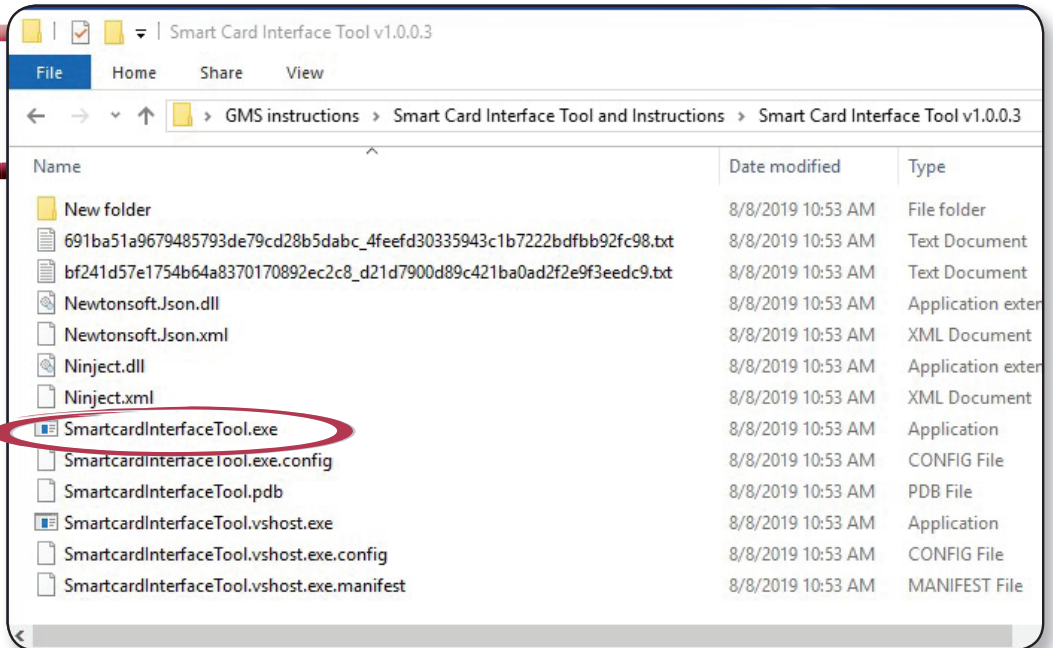 Smart Card Interface Tool v1.0.0.3
File Home Share View
GMS instructions > Smart Card Interface Tool and Instructions > Smart Card Interface Tool v1.0.0.3
Name Date modified Type
New folder 8/8/2019 10:53 AM File folder
691ba51a9679485793de79cd28b5dabc_4feefd30335943c1b7222bdfbb92fc98.txt 8/8/2019 10:53 AM Text Document
bf241d57e1754b64a8370170892ec2c8_d21d7900d89c421ba0ad2f2e9f3eedc9.txt 8/8/2019 10:53 AM Text Document
Newtonsoft.Json.dll 8/8/2019 10:53 AM Application exter
Newtonsoft.Json.xml 8/8/2019 10:53 AM XML Document
Ninject.dll 8/8/2019 10:53 AM Application exter
Ninject.xml 8/8/2019 10:53 AM XML Document
SmartcardInterfaceTool.exe 8/8/2019 10:53 AM Application
SmartcardInterfaceTool.exe.config 8/8/2019 10:53 AM CONFIG File
SmartcardInterfaceTool.pdb 8/8/2019 10:53 AM PDB File
SmartcardInterfaceTool.vshost.exe 8/8/2019 10:53 AM Application
SmartcardInterfaceTool.vshost.exe.config 8/8/2019 10:53 AM CONFIG File
SmartcardInterfaceTool.vshost.exe.manifest 8/8/2019 10:53 AM MANIFEST File